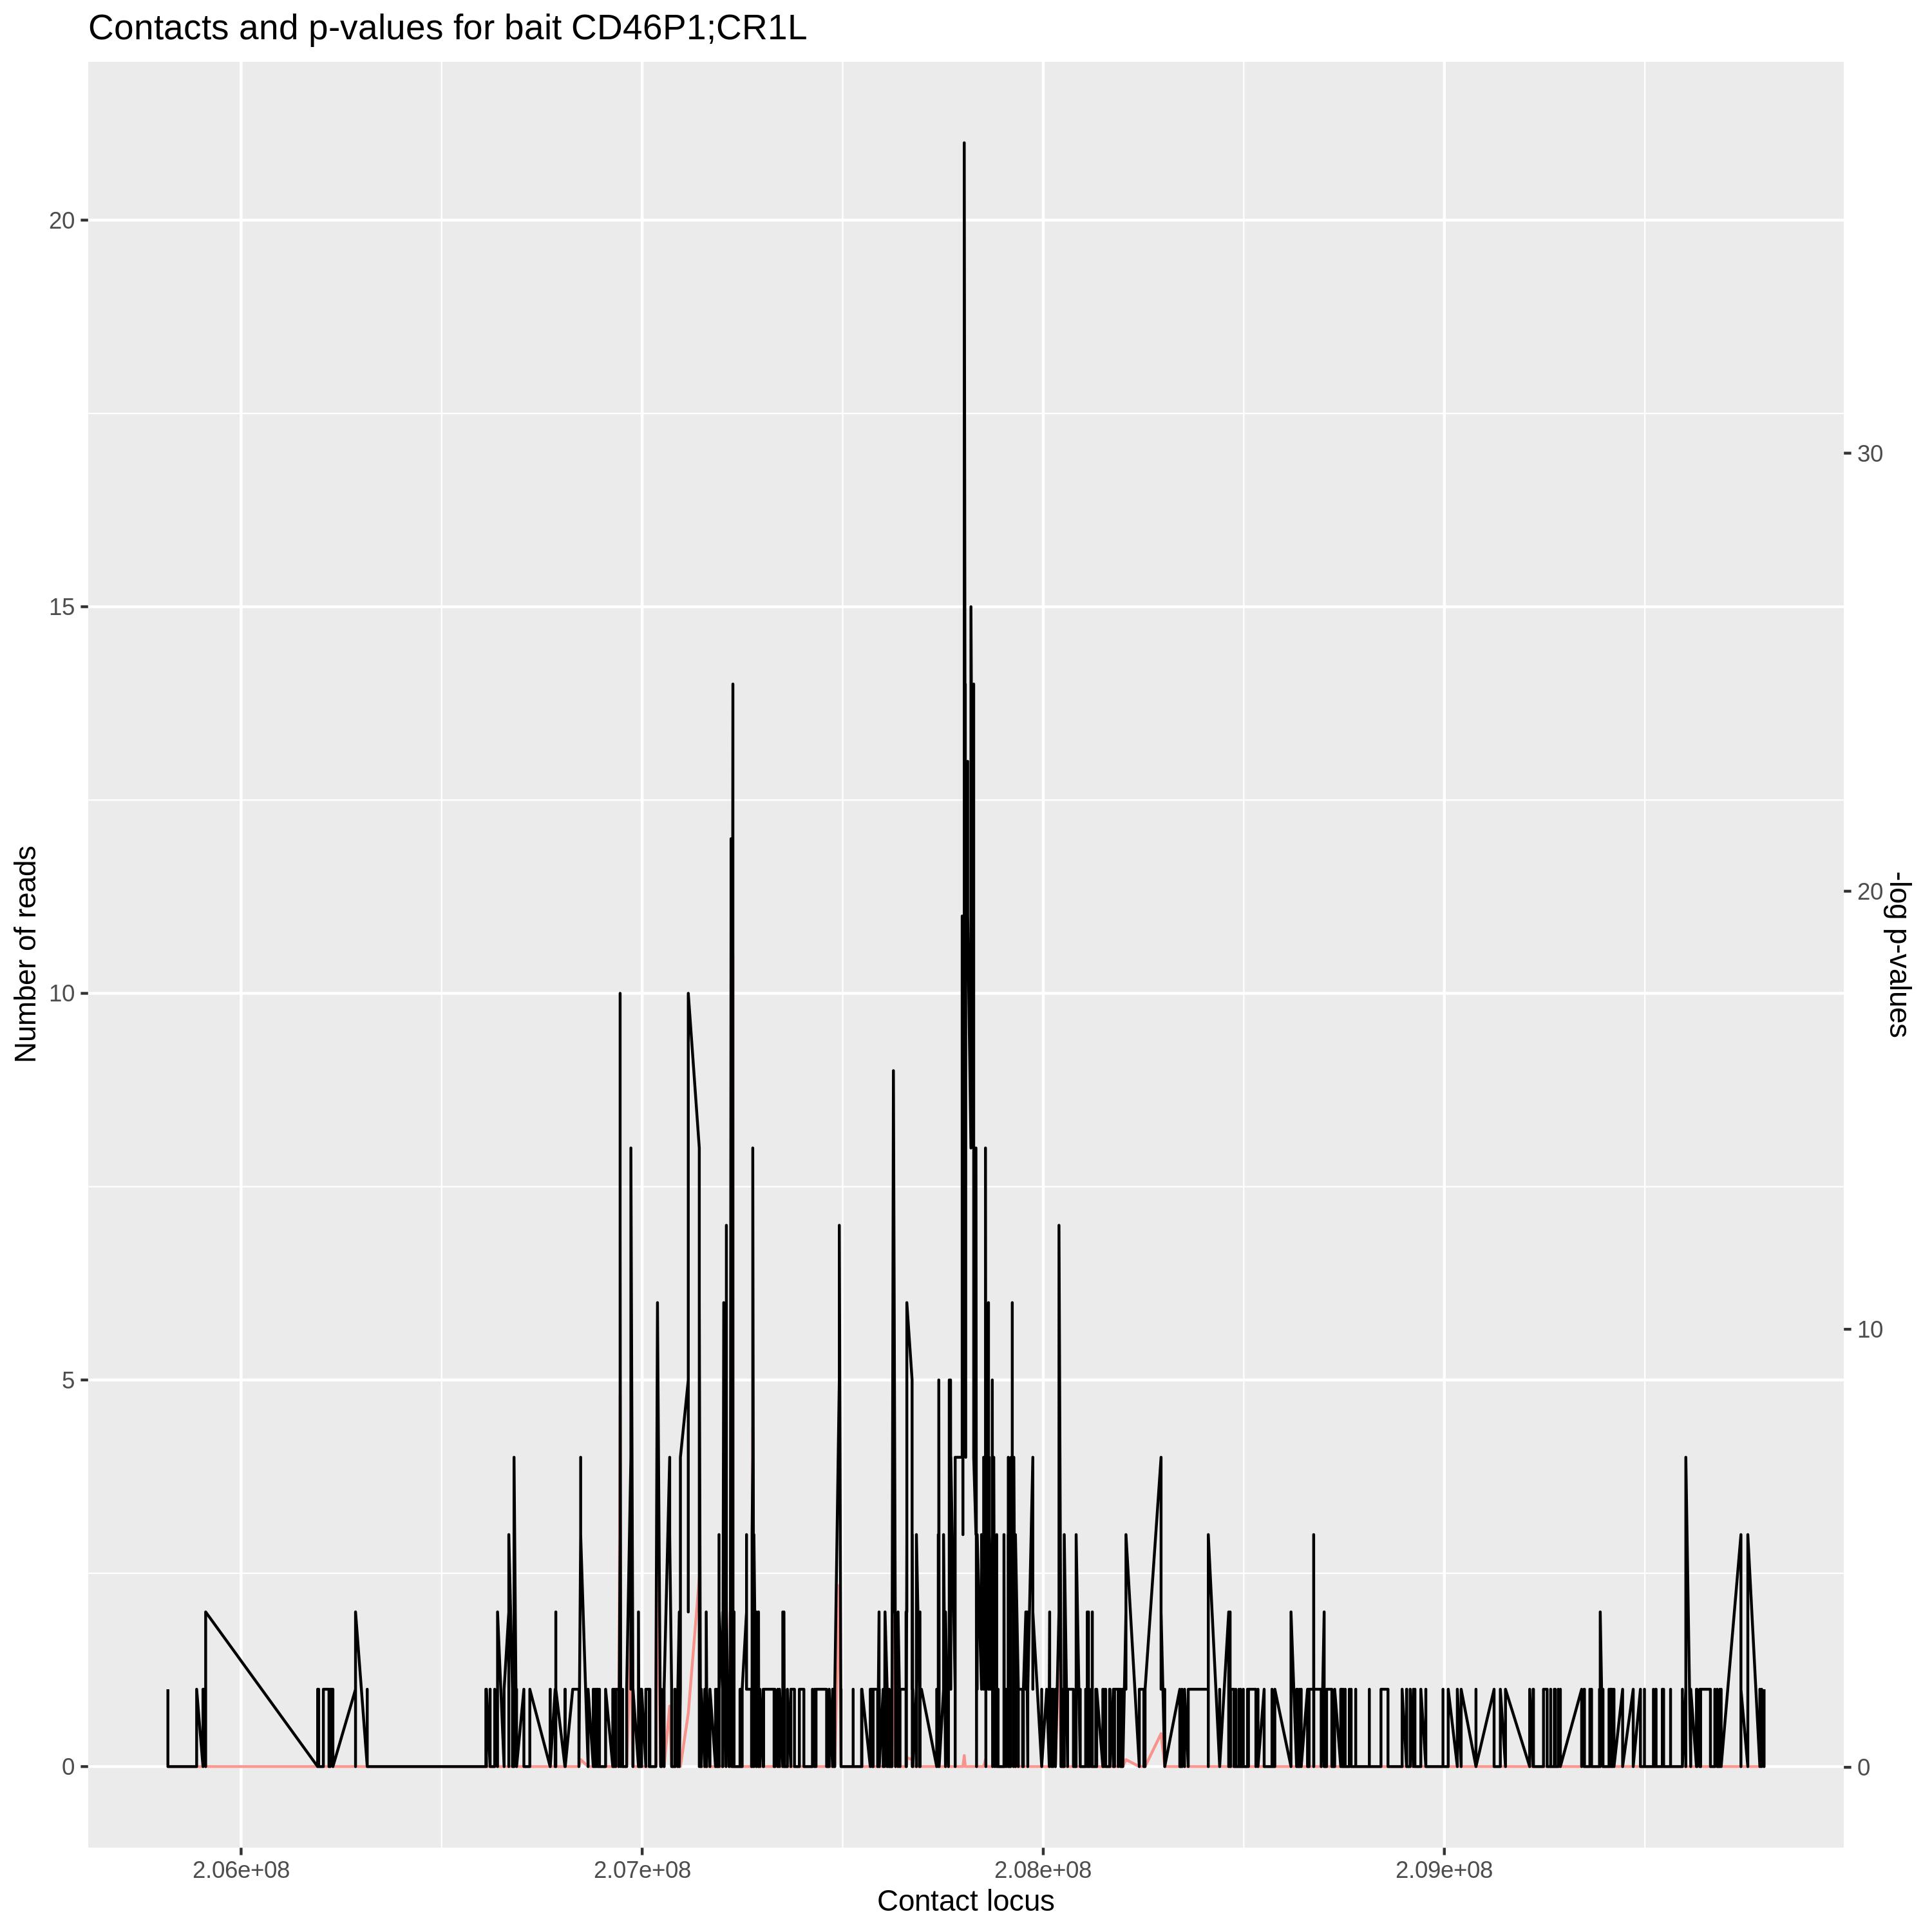 Contacts and p-values for bait CD46P1;CR1L
Number of reads
20
15
10
5
0
30
20
10
0
-log p-values
2.06e+08
2.07e+08
2.08e+08
2.09e+08
Contact locus